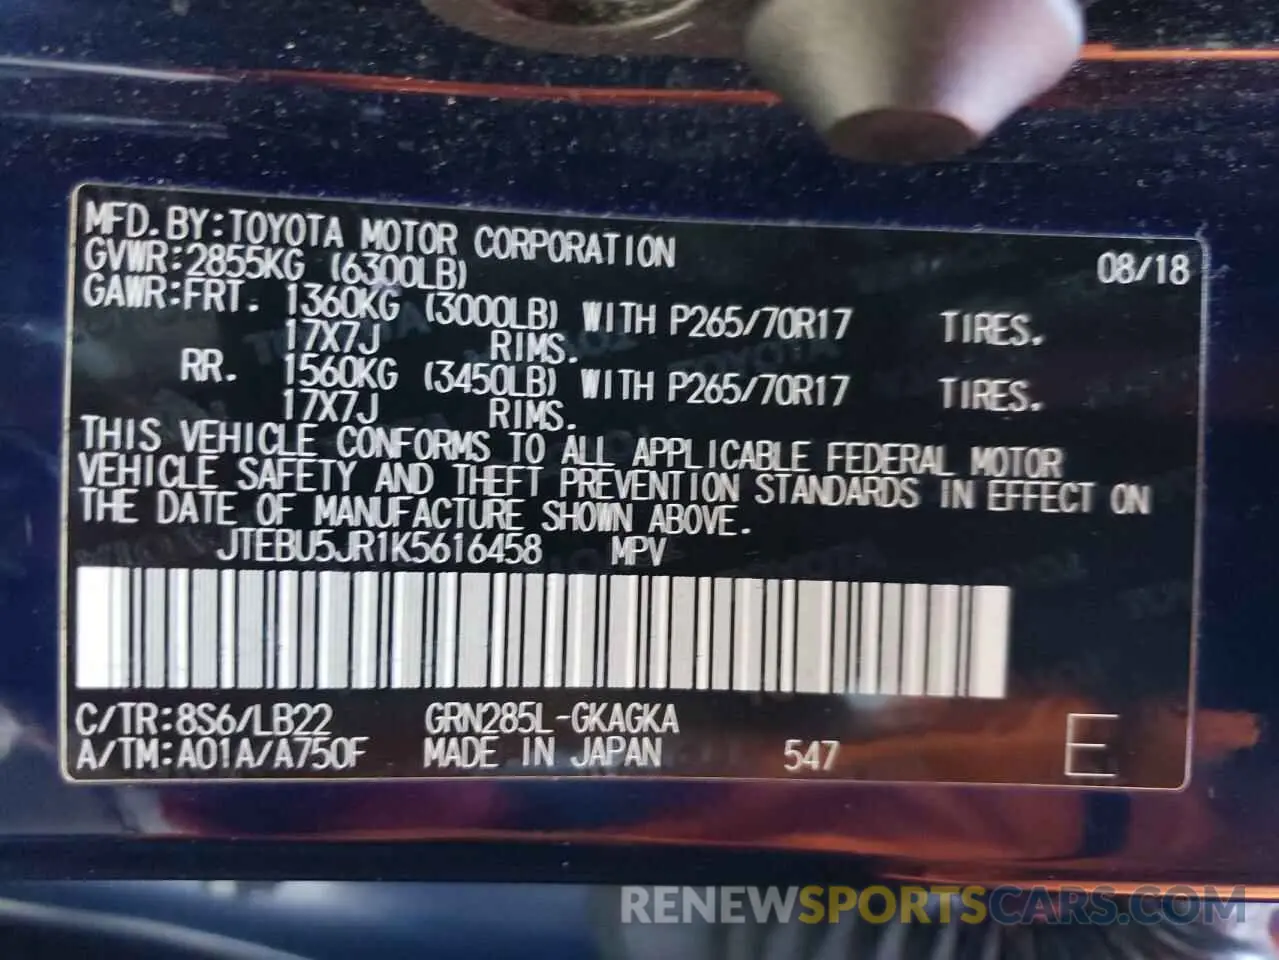 MFD. BY: TOYOTA MOTOR CORPORATION 08/18
GVWR: 2855KG (6300LB)
GAWR: FRT. 1360KG (3000LB) WITH P265/70R17 TIRES.
17X7J RIMS.
RR. 1560KG (3450LB) WITH P265/70R17 TIRES.
17X7J RIMS.
THIS VEHICLE CONFORMS TO ALL APPLICABLE FEDERAL MOTOR
VEHICLE SAFETY AND THEFT PREVENTION STANDARDS IN EFFECT ON
THE DATE OF MANUFACTURE SHOWN ABOVE.
JTEBU5JR1K5616458 MPV
C/TR: 8S6/LB22 GRN285L-GKAGKA
A/TM: A01A/A750F MADE IN JAPAN 547 E
RENEWSPORTSCARS.COM